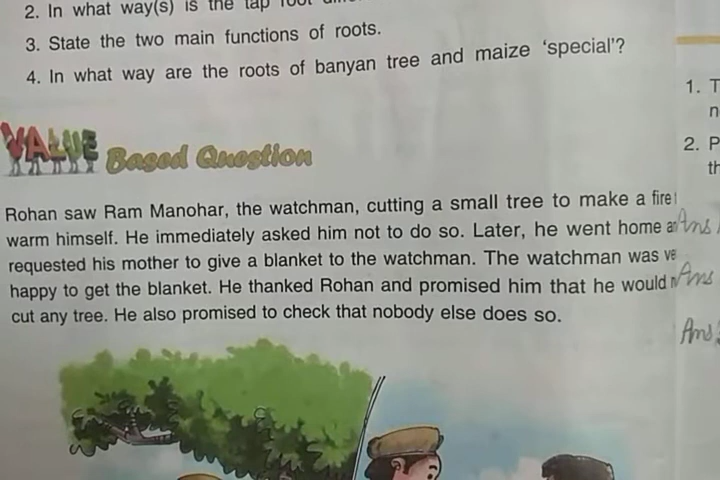 2. In what way(s) is the tap root
3. State the two main functions of roots.
4. In what way are the roots of banyan tree and maize ‘special’?
1. T
n
2. P
th
VALUE Based Question
Rohan saw Ram Manohar, the watchman, cutting a small tree to make a fire
warm himself. He immediately asked him not to do so. Later, he went home
Ans
requested his mother to give a blanket to the watchman. The watchman was ve
happy to get the blanket. He thanked Rohan and promised him that he would
Ans
cut any tree. He also promised to check that nobody else does so.
Ans